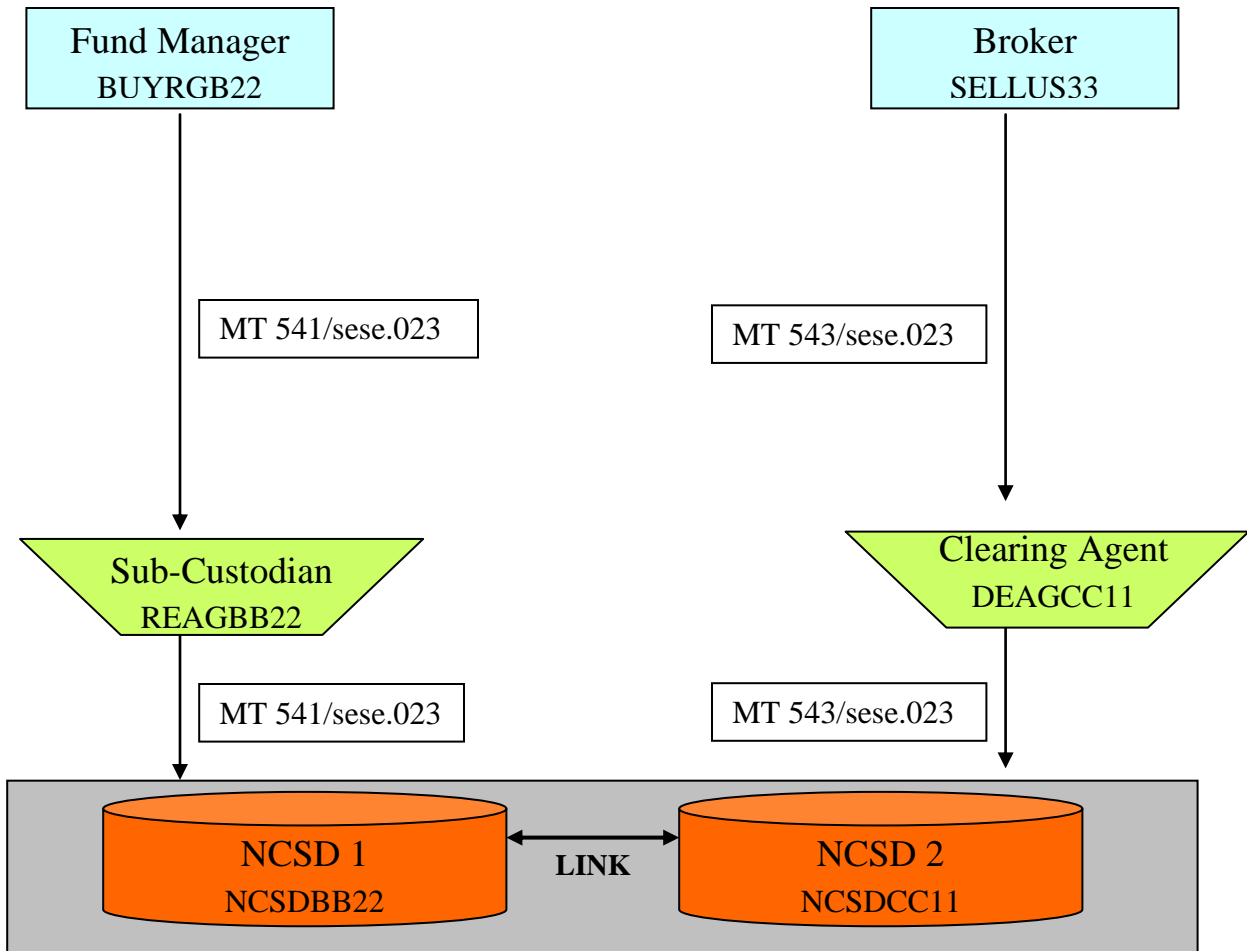 Fund Manager
BUYRGB22
Broker
SELLUS33
MT 541/sese.023
MT 543/sese.023
Sub-Custodian
REAGBB22
Clearing Agent
DEAGCC11
MT 541/sese.023
MT 543/sese.023
NCSD 1
NCSDBB22
LINK
NCSD 2
NCSDCC11